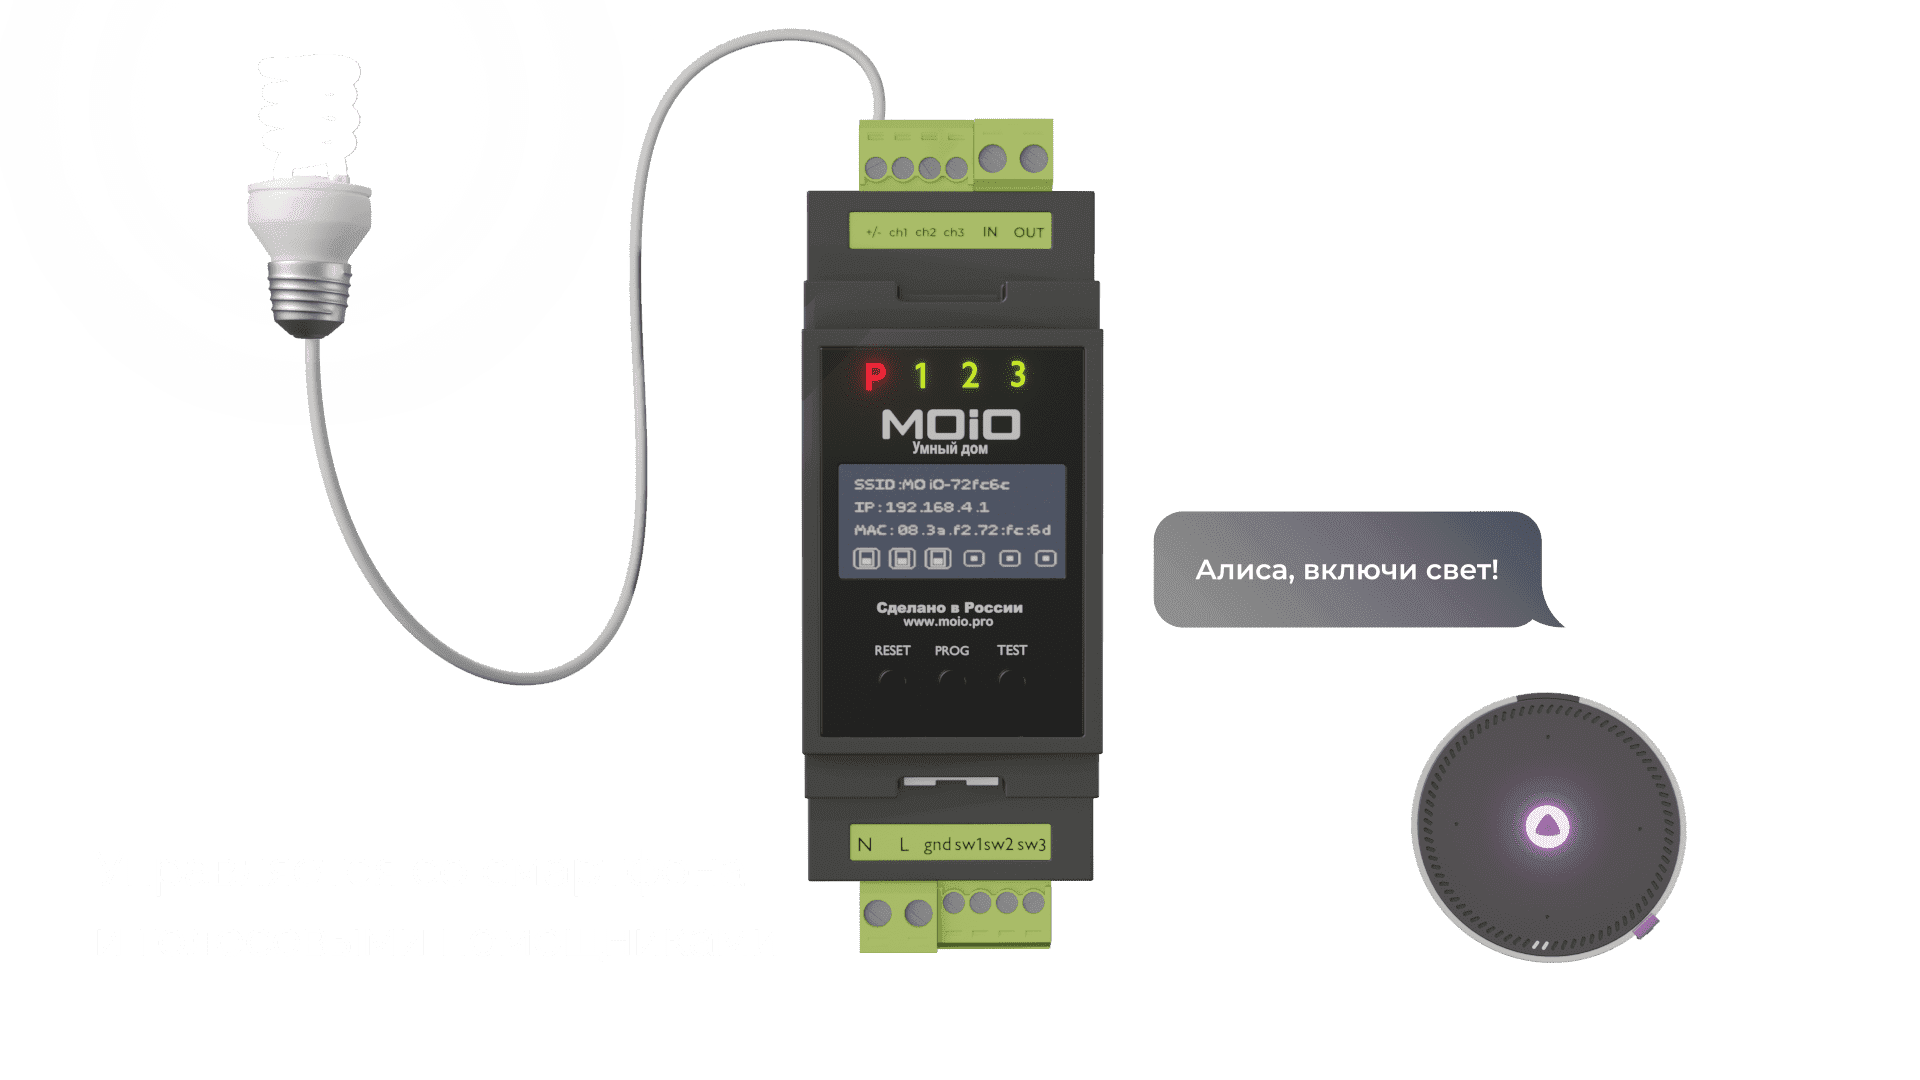 +/- ch1 ch2 ch3 IN OUT
P 1 2 3
MOiO
Умный дом
SSID:MOiO-72fc6c
IP:192.168.4.1
MAC:08.3a.f2.72:fc:6d
Сделано в России
www.moio.pro
RESET PROG TEST
N L gnd sw1 sw2 sw3
Алиса, включи свет!